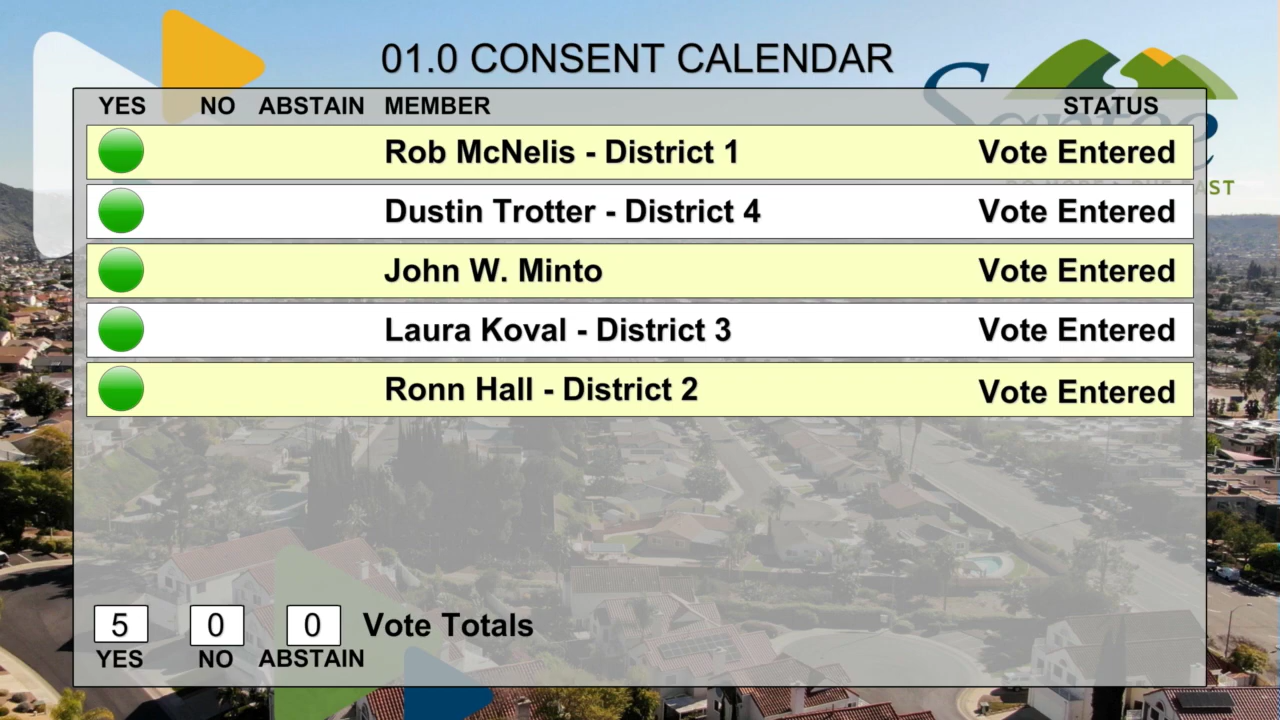 01.0 CONSENT CALENDAR
YES NO ABSTAIN MEMBER STATUS
Rob McNelis - District 1 Vote Entered
Dustin Trotter - District 4 Vote Entered
John W. Minto Vote Entered
Laura Koval - District 3 Vote Entered
Ronn Hall - District 2 Vote Entered
5 0 0 Vote Totals
YES NO ABSTAIN